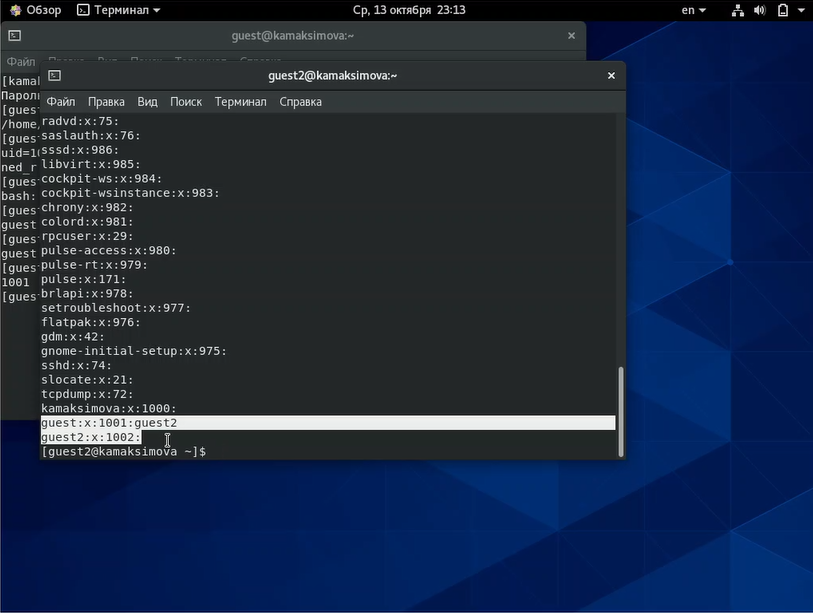 Обзор Терминал Ср, 13 октября 23:13 en
guest@kamaksimova:~
Файл
[kama
Парол
[gues
/home,
[gues
uid=10
ned_r
[gues
bash:
[gues
guest
[gues
guest
[gues
1001
[gues
guest2@kamaksimova:~
Файл Правка Вид Поиск Терминал Справка
radvd:x:75:
saslauth:x:76:
sssd:x:986:
libvirt:x:985:
cockpit-ws:x:984:
cockpit-wsinstance:x:983:
chrony:x:982:
colord:x:981:
rpcuser:x:29:
pulse-access:x:980:
pulse-rt:x:979:
pulse:x:171:
brlapi:x:978:
setroubleshoot:x:977:
flatpak:x:976:
gdm:x:42:
gnome-initial-setup:x:975:
sshd:x:74:
slocate:x:21:
tcpdump:x:72:
kamaksimova:x:1000:
guest:x:1001:guest2
guest2:x:1002:
[guest2@kamaksimova ~]$